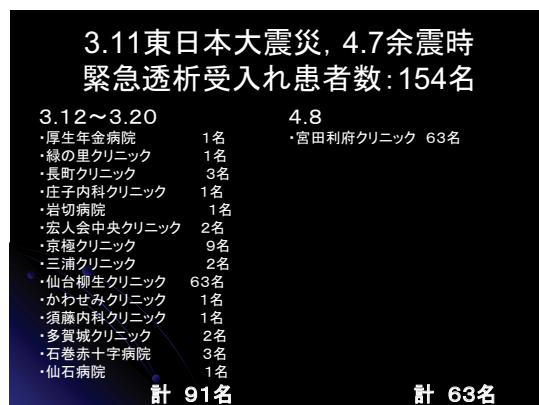 3.11東日本大震災, 4.7余震時
緊急透析受入れ患者数:154名
3.12～3.20
・厚生年金病院 1名
・緑の里クリニック 1名
・長町クリニック 3名
・庄子内科クリニック 1名
・岩切病院 1名
・宏人会中央クリニック 2名
・京極クリニック 9名
・三浦クリニック 2名
・仙台柳生クリニック 63名
・かわせみクリニック 1名
・須藤内科クリニック 1名
・多賀城クリニック 2名
・石巻赤十字病院 3名
・仙石病院 1名
計 91名
4.8
・宮田利府クリニック 63名
計 63名